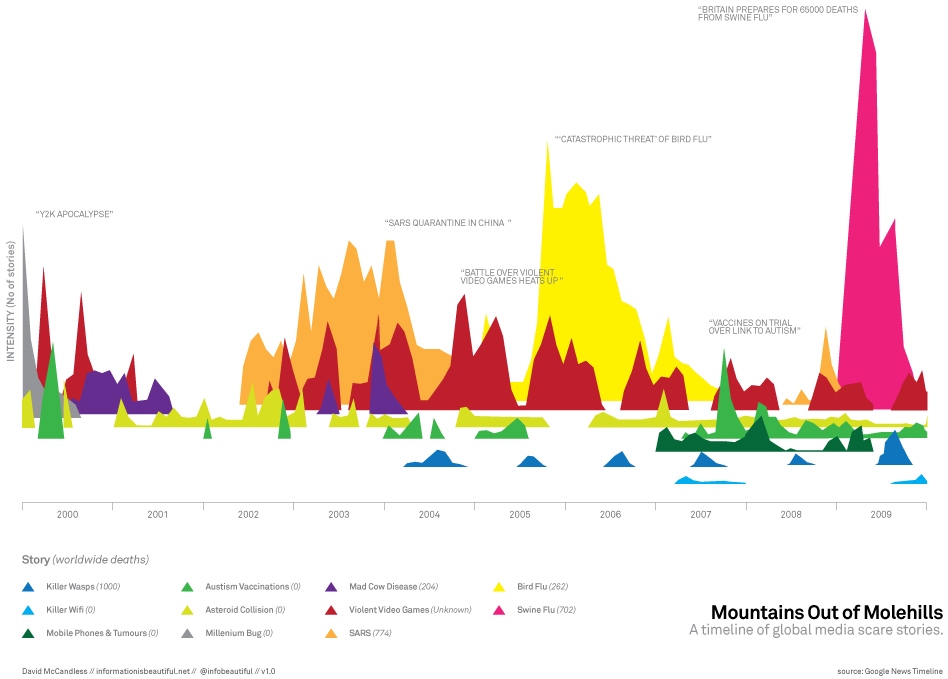 “BRITAIN PREPARES FOR 65000 DEATHS
FROM SWINE FLU”
“‘CATASTROPHIC THREAT’ OF BIRD FLU”
“Y2K APOCALYPSE”
“SARS QUARANTINE IN CHINA ”
“BATTLE OVER VIOLENT
VIDEO GAMES HEATS UP ”
“VACCINES ON TRIAL
OVER LINK TO AUTISM”
INTENSITY (No of stories)
2000 2001 2002 2003 2004 2005 2006 2007 2008 2009
Story (worldwide deaths)
Killer Wasps (1000) Austism Vaccinations (0) Mad Cow Disease (204) Bird Flu (262)
Killer Wifi (0) Asteroid Collision (0) Violent Video Games (Unknown) Swine Flu (702)
Mobile Phones & Tumours (0) Millenium Bug (0) SARS (774)
Mountains Out of Molehills
A timeline of global media scare stories.
David McCandless // informationisbeautiful.net // @infobeautiful // v1.0
source: Google News Timeline